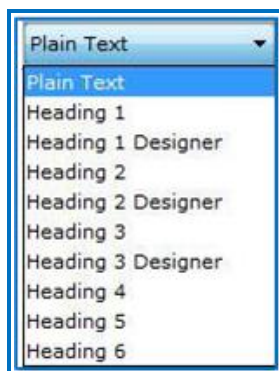 Plain Text
Plain Text
Heading 1
Heading 1 Designer
Heading 2
Heading 2 Designer
Heading 3
Heading 3 Designer
Heading 4
Heading 5
Heading 6